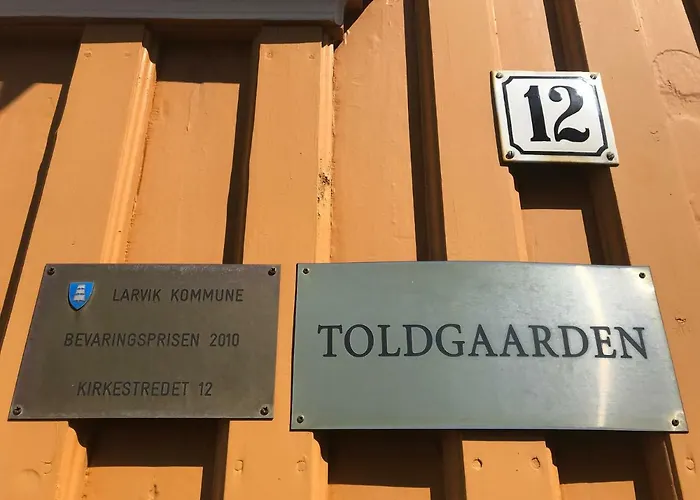 12
LARVIK KOMMUNE
BEVARINGSPRISEN 2010
KIRKESTREDET 12
TOLDGAARDEN